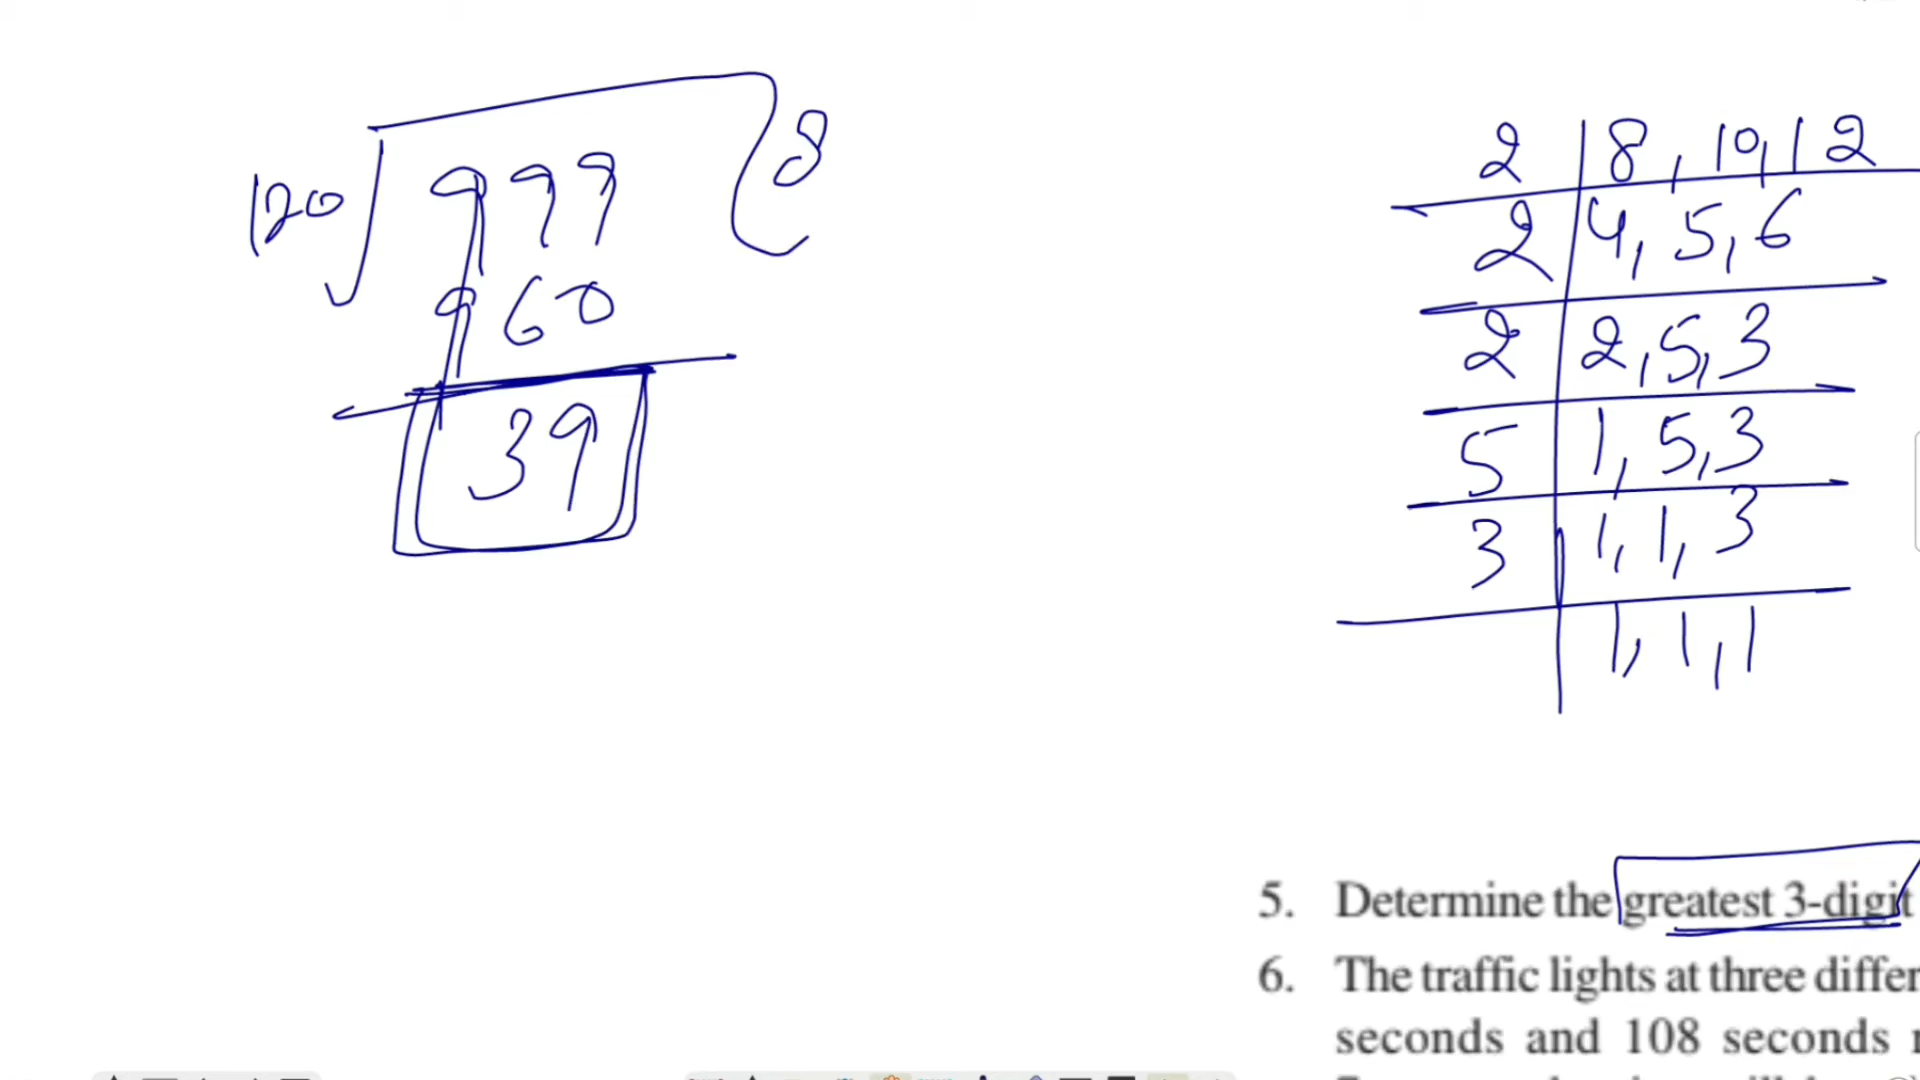 120 999 8
960
39
2 8, 10, 12
2 4, 5, 6
2 2, 5, 3
5 1, 5, 3
3 1, 1, 3
1, 1, 1
5. Determine the greatest 3-digit
6. The traffic lights at three differ
seconds and 108 seconds